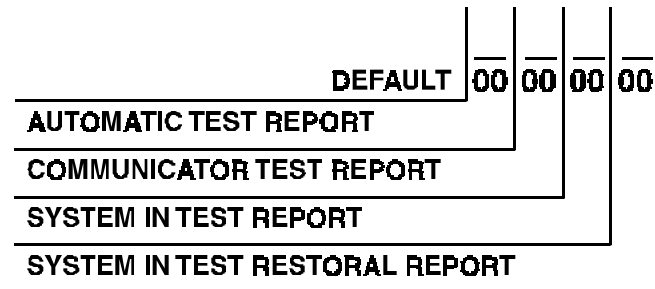 DEFAULT 00 00 00 00
AUTOMATIC TEST REPORT
COMMUNICATOR TEST REPORT
SYSTEM IN TEST REPORT
SYSTEM IN TEST RESTORAL REPORT